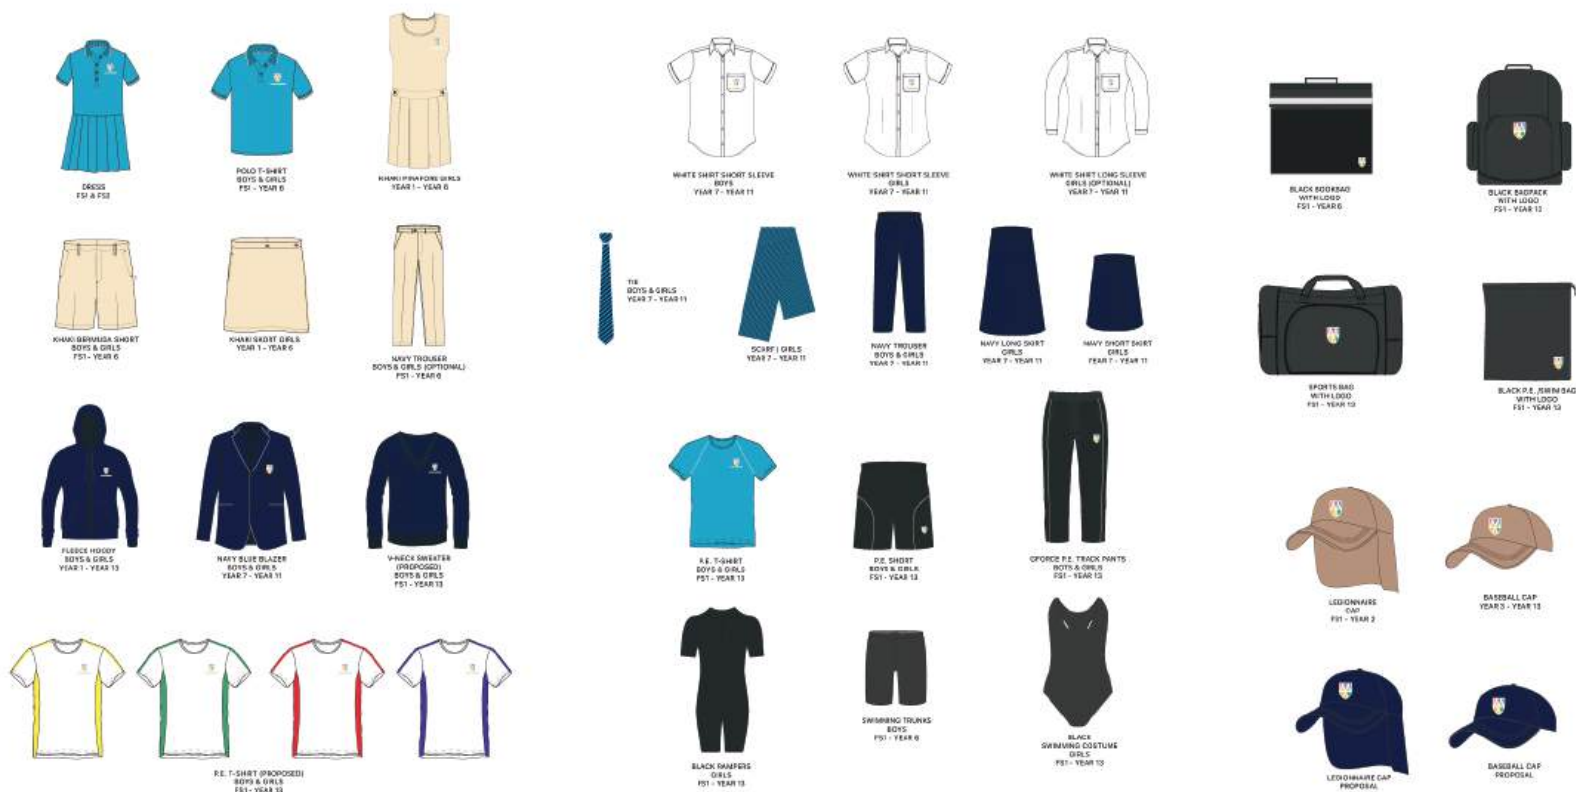 DRESS
FS1 & FS2
POLO T-SHIRT
BOYS & GIRLS
FS1 - YEAR 6
KHAKI PINAFORE GIRLS
YEAR 1 - YEAR 6
WHITE SHIRT SHORT SLEEVE
BOYS
YEAR 7 - YEAR 11
WHITE SHIRT SHORT SLEEVE
GIRLS
YEAR 7 - YEAR 11
WHITE SHIRT LONG SLEEVE
GIRLS (OPTIONAL)
YEAR 7 - YEAR 11
BLACK BOOKBAG
WITH LOGO
FS1 - YEAR 6
BLACK BAGPACK
WITH LOGO
FS1 - YEAR 13
KHAKI BERMUDA SHORT
BOYS & GIRLS
FS1 - YEAR 6
KHAKI SKORT GIRLS
YEAR 1 - YEAR 6
NAVY TROUSER
BOYS & GIRLS (OPTIONAL)
FS1 - YEAR 6
TIE
BOYS & GIRLS
YEAR 7 - YEAR 11
SCARF | GIRLS
YEAR 7 - YEAR 11
NAVY TROUSER
BOYS & GIRLS
YEAR 7 - YEAR 11
NAVY LONG SKIRT
GIRLS
YEAR 7 - YEAR 11
NAVY SHORT SKIRT
GIRLS
YEAR 7 - YEAR 11
SPORTS BAG
WITH LOGO
FS1 - YEAR 13
BLACK P.E. /SWIM BAG
WITH LOGO
FS1 - YEAR 13
FLEECE HOODY
BOYS & GIRLS
YEAR 1 - YEAR 13
NAVY BLUE BLAZER
BOYS & GIRLS
YEAR 7 - YEAR 11
V-NECK SWEATER
(PROPOSED)
BOYS & GIRLS
FS1 - YEAR 13
P.E. T-SHIRT
BOYS & GIRLS
FS1 - YEAR 13
P.E. SHORT
BOYS & GIRLS
FS1 - YEAR 13
GFORCE P.E. TRACK PANTS
BOYS & GIRLS
FS1 - YEAR 13
LEGIONNAIRE
CAP
FS1 - YEAR 2
BASEBALL CAP
YEAR 3 - YEAR 13
P.E. T-SHIRT (PROPOSED)
BOYS & GIRLS
FS1 - YEAR 13
BLACK RAMPERS
GIRLS
FS1 - YEAR 13
SWIMMING TRUNKS
BOYS
FS1 - YEAR 6
BLACK
SWIMMING COSTUME
GIRLS
FS1 - YEAR 13
LEGIONNAIRE CAP
PROPOSAL
BASEBALL CAP
PROPOSAL